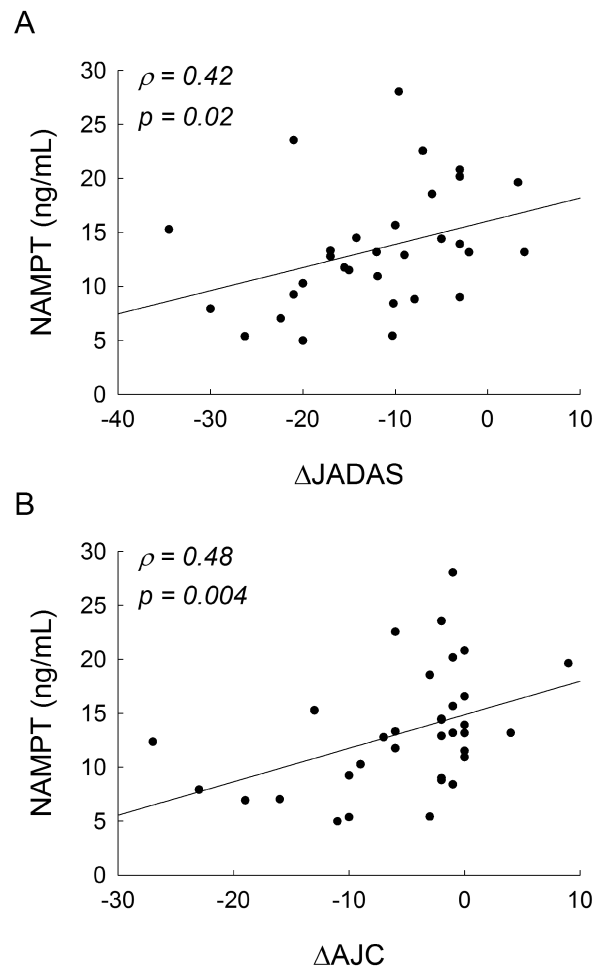 A
ρ = 0.42
p = 0.02
NAMPT (ng/mL)
30
25
20
15
10
5
0
-40 -30 -20 -10 0 10
ΔJADAS
B
ρ = 0.48
p = 0.004
NAMPT (ng/mL)
30
25
20
15
10
5
0
-30 -20 -10 0 10
ΔAJC